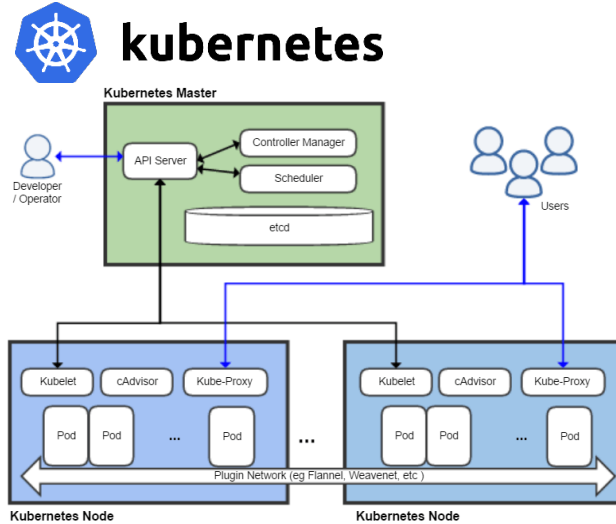 kubernetes
Kubernetes Master
API Server
Controller Manager
Scheduler
etcd
Developer
/ Operator
Users
Kubelet
cAdvisor
Kube-Proxy
Kubelet
cAdvisor
Kube-Proxy
Pod
Pod
...
Pod
...
Pod
Pod
...
Pod
Plugin Network (eg Flannel, Weavenet, etc )
Kubernetes Node
Kubernetes Node